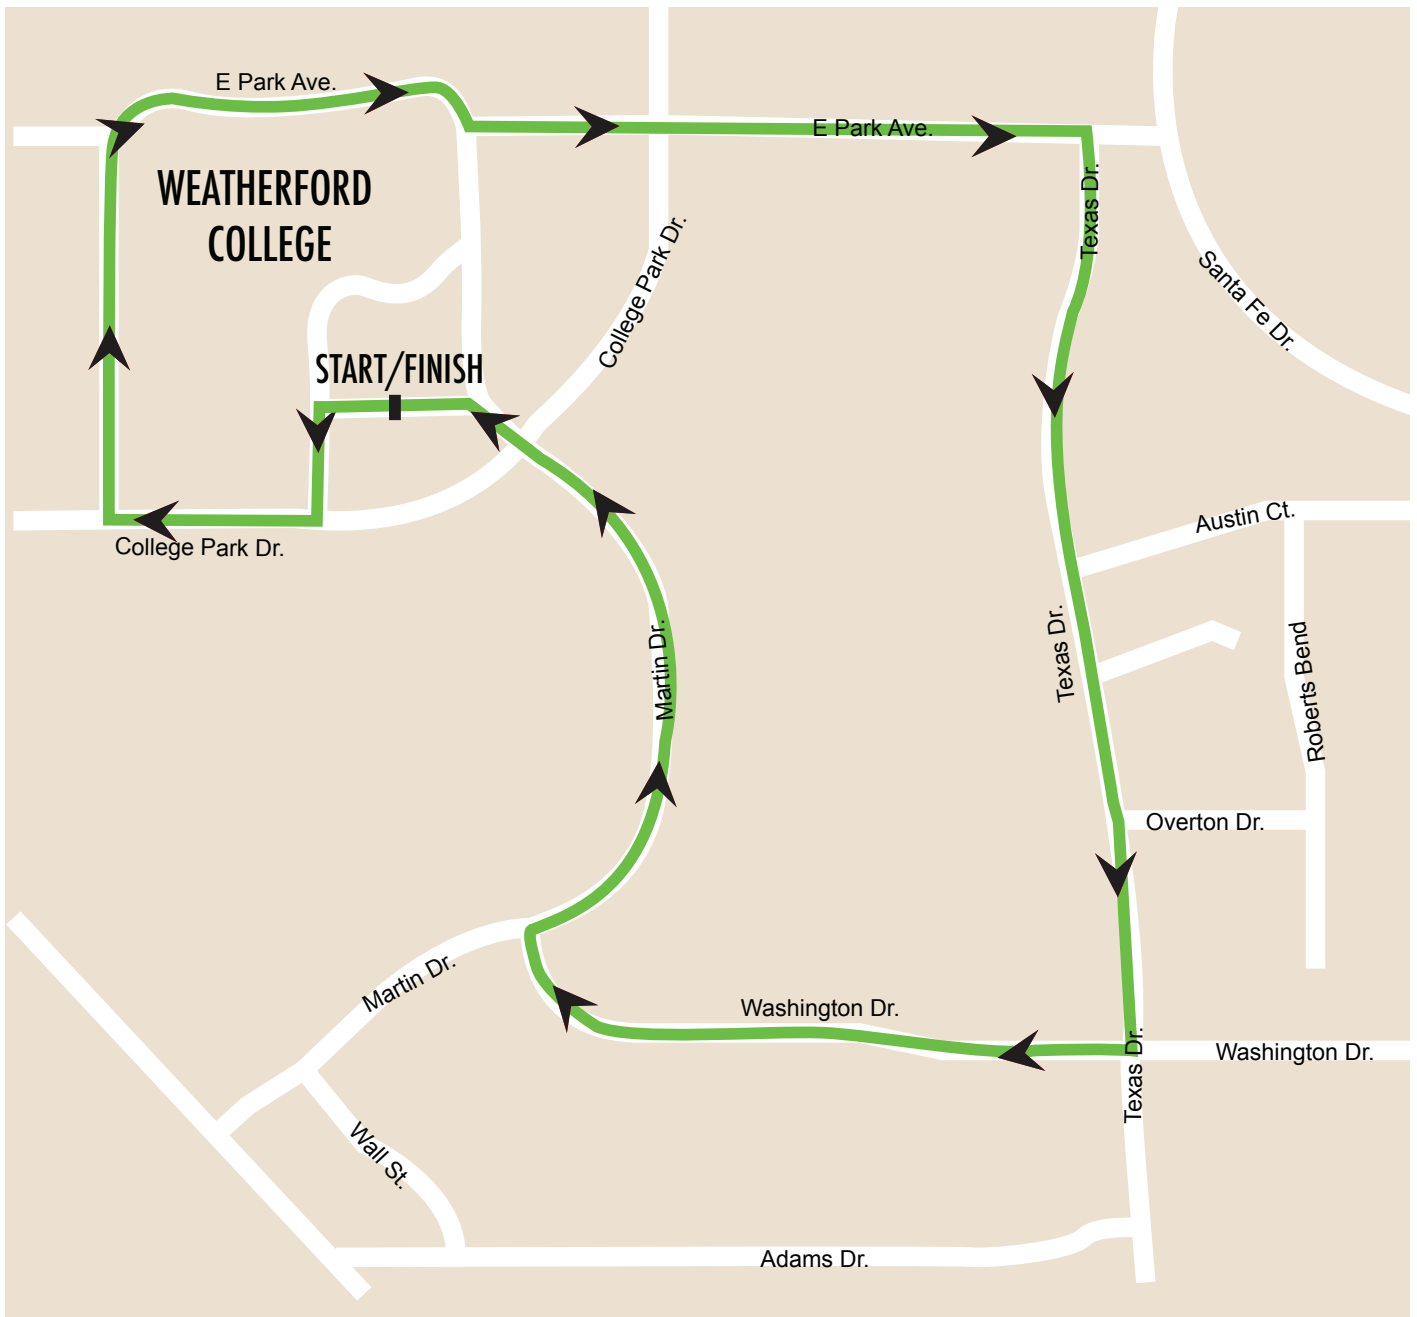 E Park Ave.
E Park Ave.
WEATHERFORD
COLLEGE
Texas Dr.
College Park Dr.
Santa Fe Dr.
START/FINISH
Austin Ct.
College Park Dr.
Texas Dr.
Martin Dr.
Roberts Bend
Overton Dr.
Martin Dr.
Washington Dr.
Washington Dr.
Texas Dr.
Wall St.
Adams Dr.